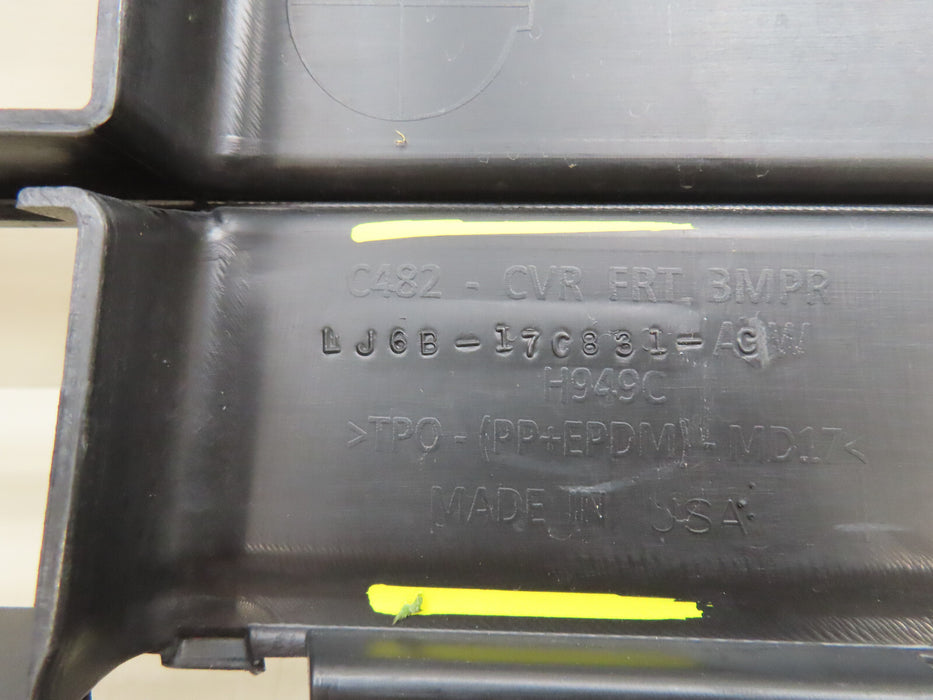 C482 - CVR FRT BMPR
LJ6B-17C831-ACW
H949C
>TPO - (PP+EPDM) - MD17<
MADE IN USA